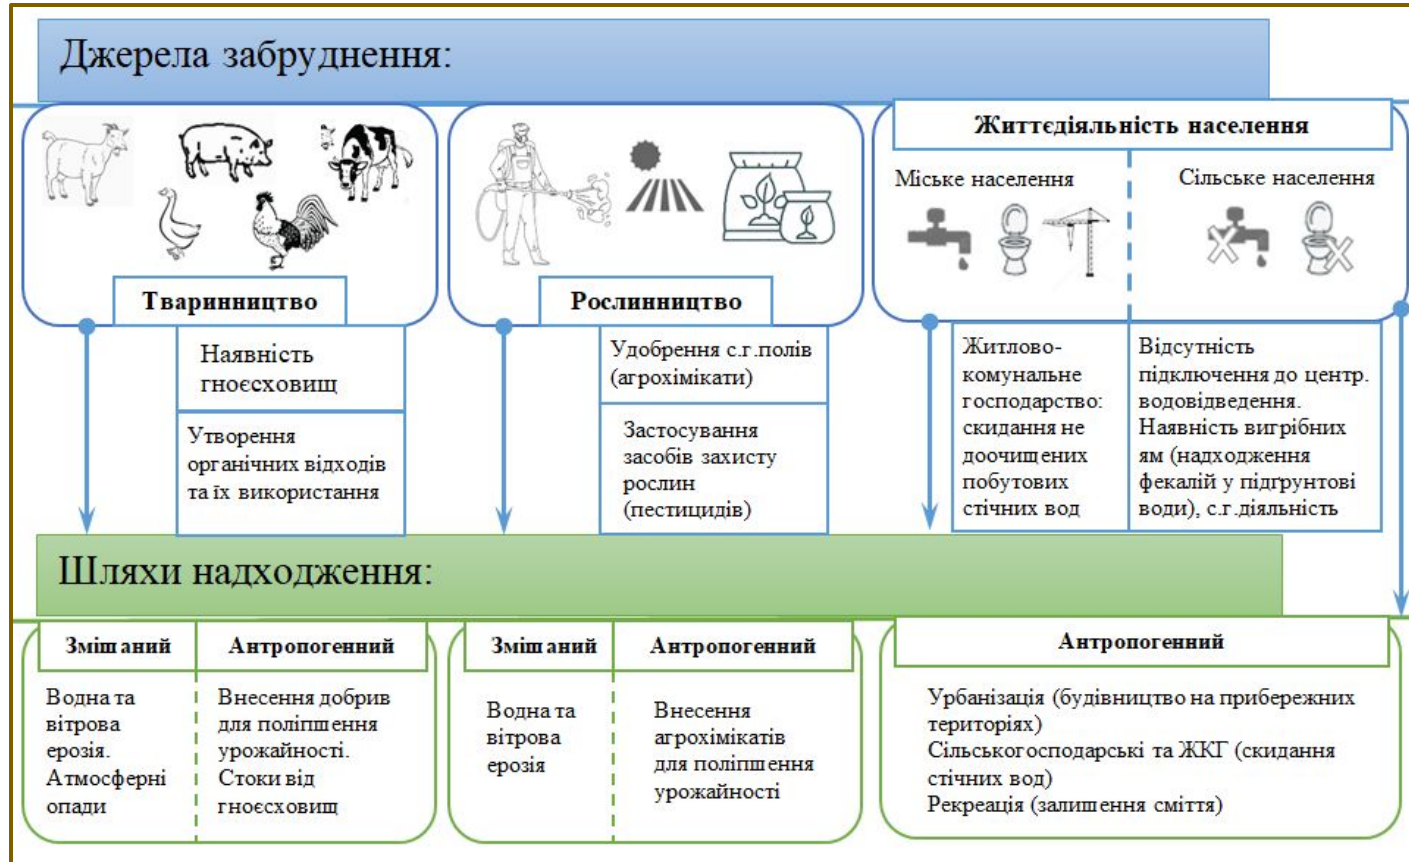 Джерела забруднення:
Тваринництво
Наявність
гноєсховищ
Утворення
органічних відходів
та їх використання
Рослинництво
Удобрення с.г.полів
(агрохімікати)
Застосування
засобів захисту
рослин
(пестицидів)
Життєдіяльність населення
Міське населення
Житлово-
комунальне
господарство:
скидання не
доочищених
побутових
стічних вод
Сільське населення
Відсутність
підключення до центр.
водовідведення.
Наявність вигрібних
ям (надходження
фекалій у підґрунтові
води), с.г.діяльність
Шляхи надходження:
Змішаний
Водна та
вітрова
ерозія.
Атмосферні
опади
Антропогенний
Внесення добрив
для поліпшення
урожайності.
Стоки від
гноєсховищ
Змішаний
Водна та
вітрова
ерозія
Антропогенний
Внесення
агрохімікатів
для поліпшення
урожайності
Антропогенний
Урбанізація (будівництво на прибережних
територіях)
Сільськогосподарські та ЖКГ (скидання
стічних вод)
Рекреація (залишення сміття)